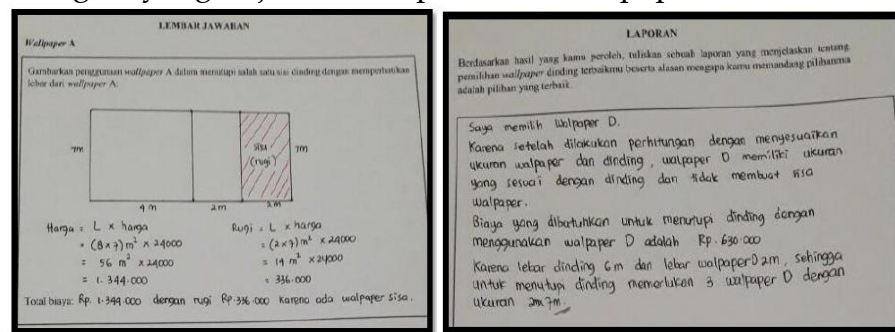 LEMBAR JAWABAN
Wallpaper A
Gambarkan penggunaan wallpaper A dalam menutupi salah satu sisi dinding dengan memperhatikan
lebar dari wallpaper A:
7m
sisa
(rugi)
7m
4 m
2m
2m
Harga = L x harga
= (8 x 7) m² x 24000
= 56 m² x 24000
= 1.344.000
Rugi = L x harga
= (2 x 7) m² x 24000
= 14 m² x 24000
= 336.000
Total biaya: Rp. 1.344.000 dengan rugi Rp. 336.000 karena ada walpaper sisa.
LAPORAN
Berdasarkan hasil yang kamu peroleh, tuliskan sebuah laporan yang menjelaskan tentang
pemilihan wallpaper dinding terbaikmu beserta alasan mengapa kamu memandang pilihanmu
adalah pilihan yang terbaik.
Saya memilih Walpaper D.
Karena setelah dilakukan perhitungan dengan menyesuaikan
ukuran walpaper dan dinding, walpaper D memiliki ukuran
yang sesuai dengan dinding dan tidak membuat sisa
walpaper.
Biaya yang dibutuhkan untuk menutupi dinding dengan
menggunakan walpaper D adalah Rp. 630.000
Karena lebar dinding 6m dan lebar walpaper D 2m, sehingga
untuk menutupi dinding memerlukan 3 walpaper D dengan
ukuran 2m 7m.